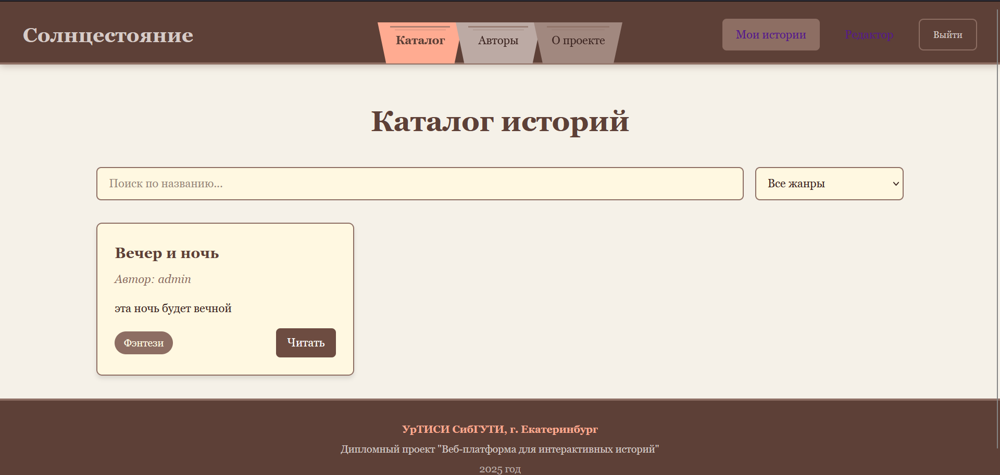 Солнцестояние
Каталог
Авторы
О проекте
Мои истории
Редактор
Выйти
Каталог историй
Поиск по названию...
Все жанры
Вечер и ночь
Автор: admin
эта ночь будет вечной
Фэнтези
Читать
УрТИСИ СибГУТИ, г. Екатеринбург
Дипломный проект "Веб-платформа для интерактивных историй"
2025 год